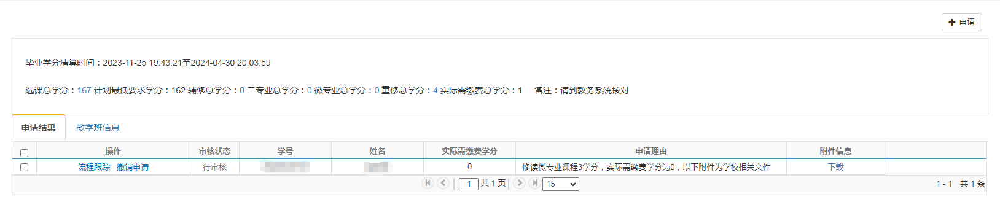 申请
毕业学分清算时间：2023-11-25 19:43:21至2024-04-30 20:03:59
选课总学分：167 计划最低要求学分：162 辅修总学分：0 二专业总学分：0 微专业总学分：0 重修总学分：4 实际需缴费总学分：1 备注：请到教务系统核对
申请结果 教学班信息
操作 审核状态 学号 姓名 实际需缴费学分 申请理由 附件信息
流程跟踪 撤销申请 待审核 0 修读微专业课程3学分，实际需缴费学分为0，以下附件为学校相关文件 下载
1 共 1 页 15 1 - 1 共 1 条